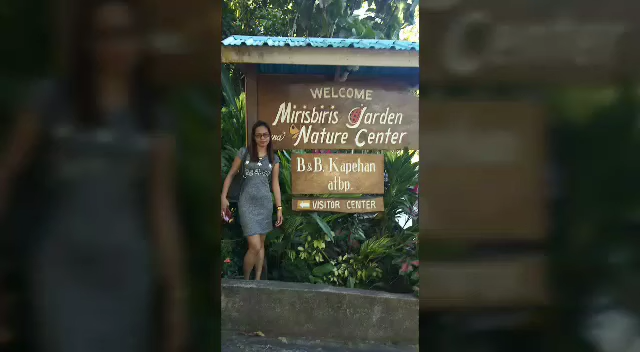 WELCOME
Mirisbiris Garden
Nature Center
B&B, Kapehan
atbp.
VISITOR CENTER